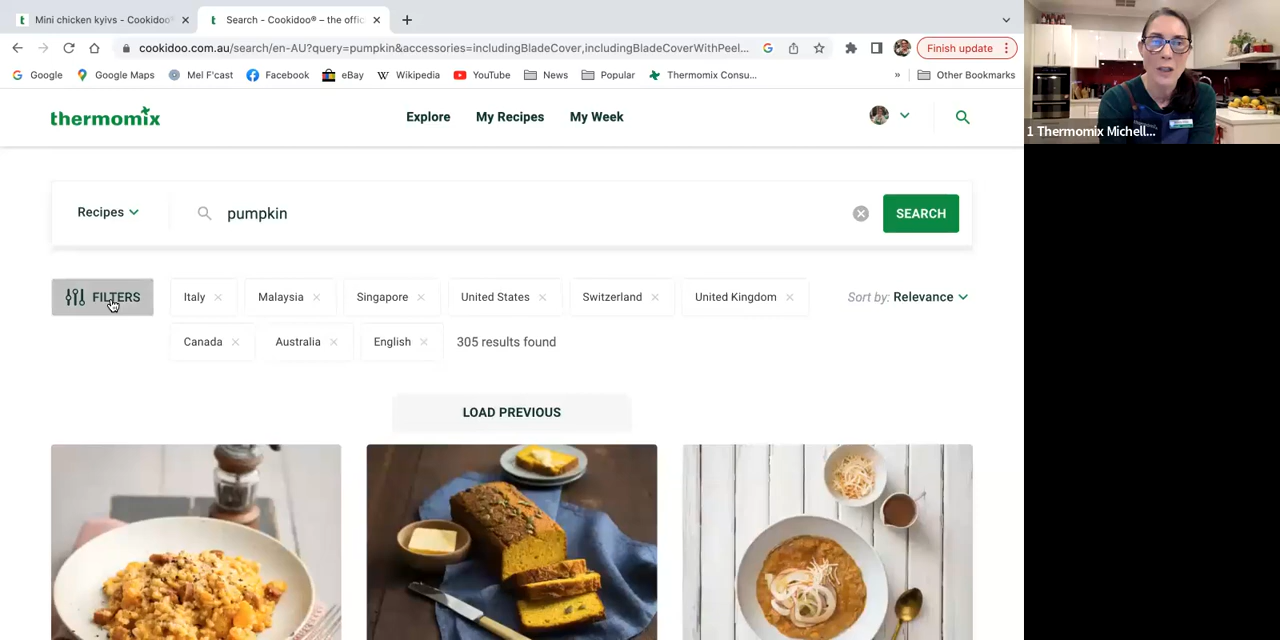 Mini chicken kyivs - Cookidoo®
Search - Cookidoo® – the offic
cookidoo.com.au/search/en-AU?query=pumpkin&accessories=includingBladeCover,includingBladeCoverWithPeel...
Finish update
Google
Google Maps
Mel F'cast
Facebook
eBay
Wikipedia
YouTube
News
Popular
Thermomix Consu...
»
Other Bookmarks
thermomix
Explore
My Recipes
My Week
Recipes
pumpkin
SEARCH
FILTERS
Italy
Malaysia
Singapore
United States
Switzerland
United Kingdom
Sort by: Relevance
Canada
Australia
English
305 results found
LOAD PREVIOUS
1 Thermomix Michell...